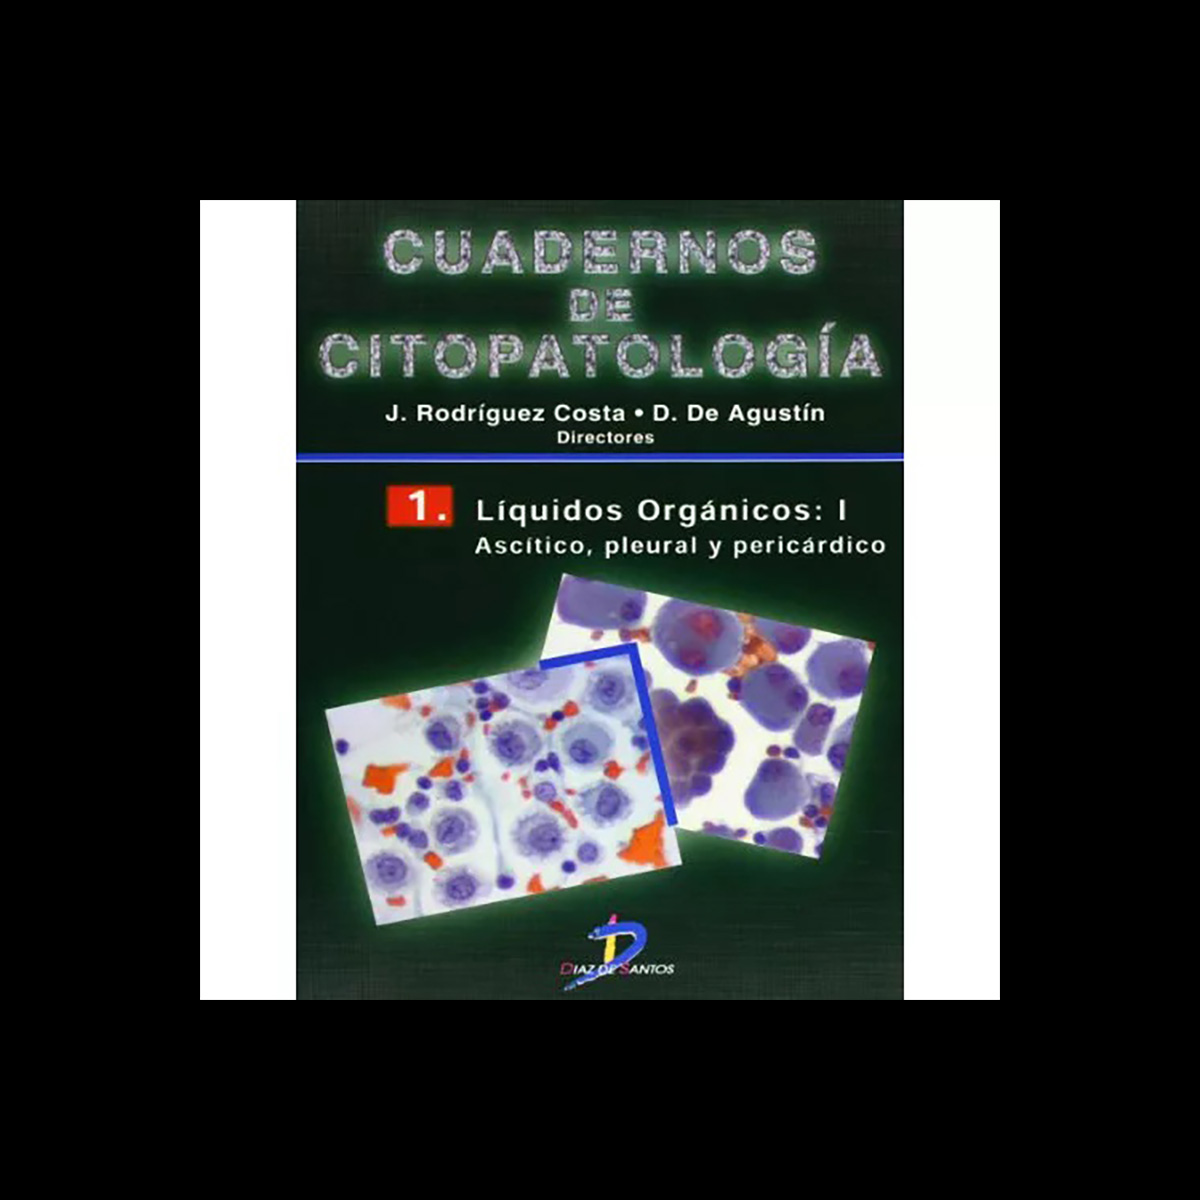 CUADERNOS
DE
CITOPATOLOGÍA
J. Rodríguez Costa • D. De Agustín
Directores
1. Líquidos Orgánicos: I
Ascítico, pleural y pericárdico
DIAZ DE SANTOS